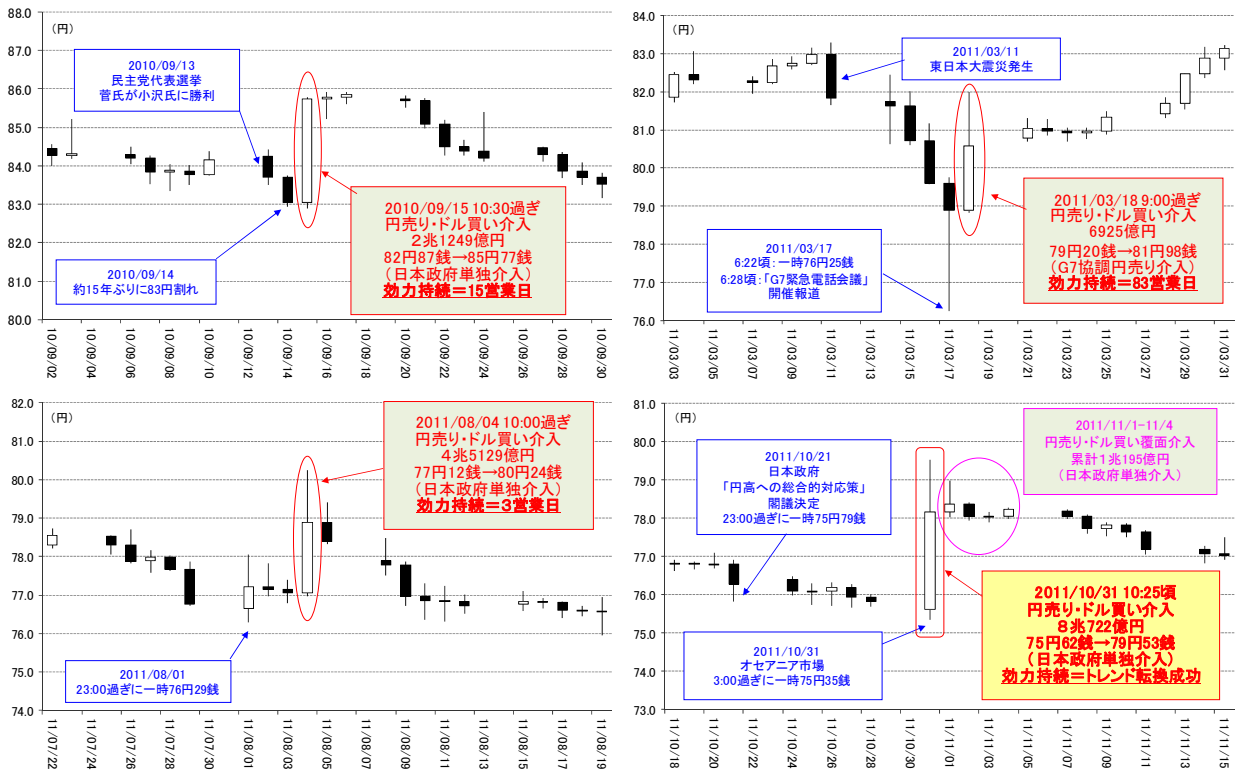 88.0
87.0
86.0
85.0
84.0
83.0
82.0
81.0
80.0
（円）
2010/09/13
民主党代表選挙
菅氏が小沢氏に勝利
2010/09/14
約15年ぶりに83円割れ
2010/09/15 10:30過ぎ
円売り・ドル買い介入
２兆1249億円
82円87銭→85円77銭
（日本政府単独介入）
効力持続＝15営業日
10/09/02
10/09/04
10/09/06
10/09/08
10/09/10
10/09/12
10/09/14
10/09/16
10/09/18
10/09/20
10/09/22
10/09/24
10/09/26
10/09/28
10/09/30
84.0
83.0
82.0
81.0
80.0
79.0
78.0
77.0
76.0
（円）
2011/03/11
東日本大震災発生
2011/03/17
6:22頃：一時76円25銭
6:28頃：「G7緊急電話会議」
開催報道
2011/03/18 9:00過ぎ
円売り・ドル買い介入
6925億円
79円20銭→81円98銭
（G7協調円売り介入）
効力持続＝83営業日
11/03/03
11/03/05
11/03/07
11/03/09
11/03/11
11/03/13
11/03/15
11/03/17
11/03/19
11/03/21
11/03/23
11/03/25
11/03/27
11/03/29
11/03/31
82.0
81.0
80.0
79.0
78.0
77.0
76.0
75.0
74.0
（円）
2011/08/04 10:00過ぎ
円売り・ドル買い介入
４兆5129億円
77円12銭→80円24銭
（日本政府単独介入）
効力持続＝３営業日
2011/08/01
23:00過ぎに一時76円29銭
11/07/22
11/07/24
11/07/26
11/07/28
11/07/30
11/08/01
11/08/03
11/08/05
11/08/07
11/08/09
11/08/11
11/08/13
11/08/15
11/08/17
11/08/19
81.0
80.0
79.0
78.0
77.0
76.0
75.0
74.0
73.0
（円）
2011/10/21
日本政府
「円高への総合的対応策」
閣議決定
23:00過ぎに一時75円79銭
2011/10/31
オセアニア市場
3:00過ぎに一時75円35銭
2011/11/1-11/4
円売り・ドル買い覆面介入
累計1兆195億円
（日本政府単独介入）
2011/10/31 10:25頃
円売り・ドル買い介入
８兆722億円
75円62銭→79円53銭
（日本政府単独介入）
効力持続＝トレンド転換成功
11/10/18
11/10/20
11/10/22
11/10/24
11/10/26
11/10/28
11/10/30
11/11/01
11/11/03
11/11/05
11/11/07
11/11/09
11/11/11
11/11/13
11/11/15